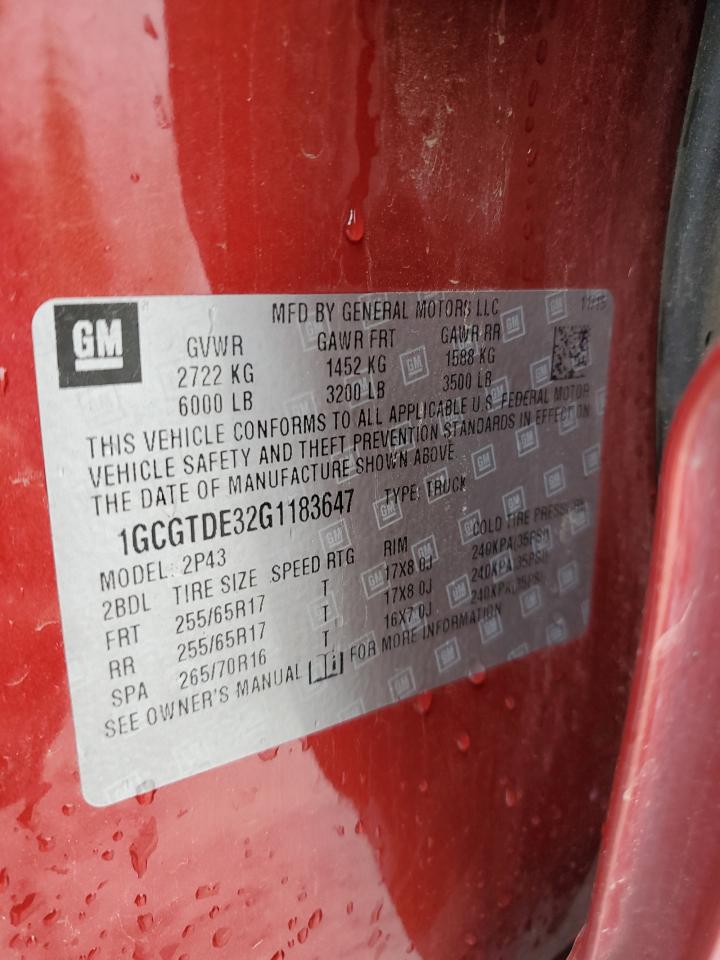 GM
MFD BY GENERAL MOTORS LLC 11/15
GVWR GAWR FRT GAWR RR
2722 KG 1452 KG 1588 KG
6000 LB 3200 LB 3500 LB
THIS VEHICLE CONFORMS TO ALL APPLICABLE U.S. FEDERAL MOTOR
VEHICLE SAFETY AND THEFT PREVENTION STANDARDS IN EFFECT ON
THE DATE OF MANUFACTURE SHOWN ABOVE
1GCGTDE32G1183647 TYPE: TRUCK
MODEL: 2P43
2BDL TIRE SIZE SPEED RTG RIM COLD TIRE PRESSURE
FRT 255/65R17 T 17X8.0J 240KPA(35PSI)
RR 255/65R17 T 17X8.0J 240KPA(35PSI)
SPA 265/70R16 T 16X7.0J 240KPA(35PSI)
SEE OWNER'S MANUAL FOR MORE INFORMATION